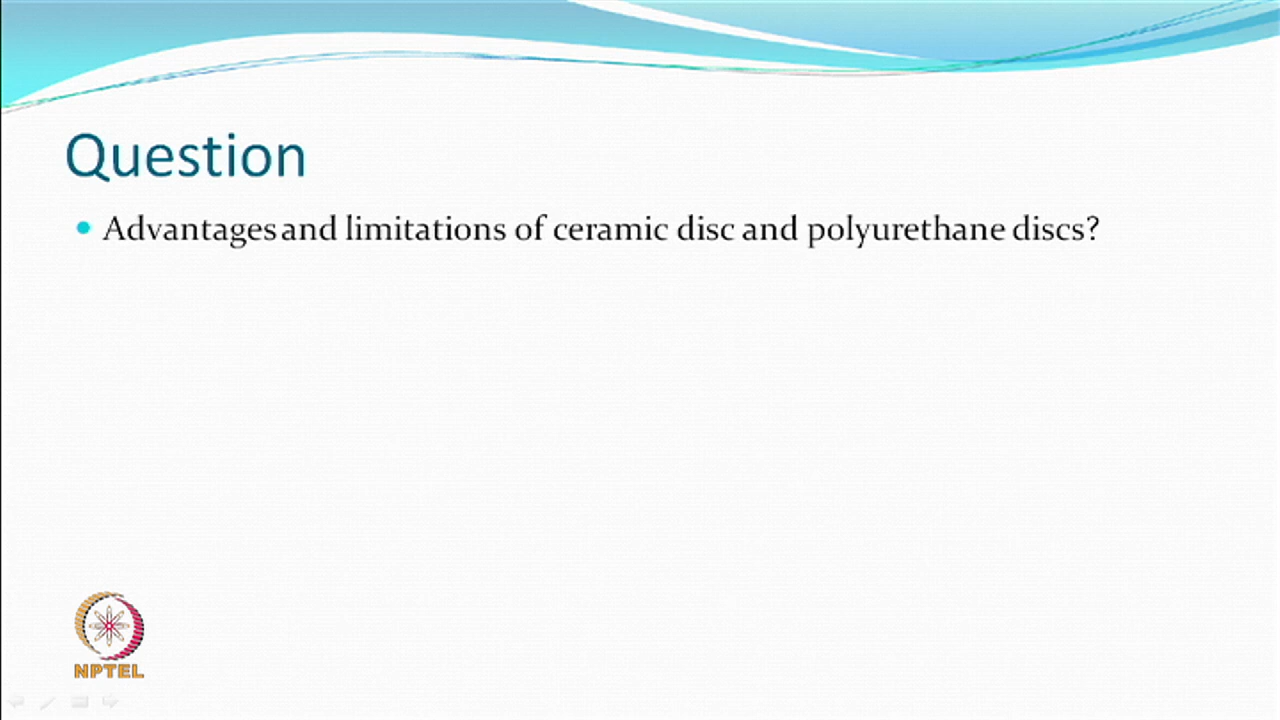 Question
Advantages and limitations of ceramic disc and polyurethane discs?
NPTEL